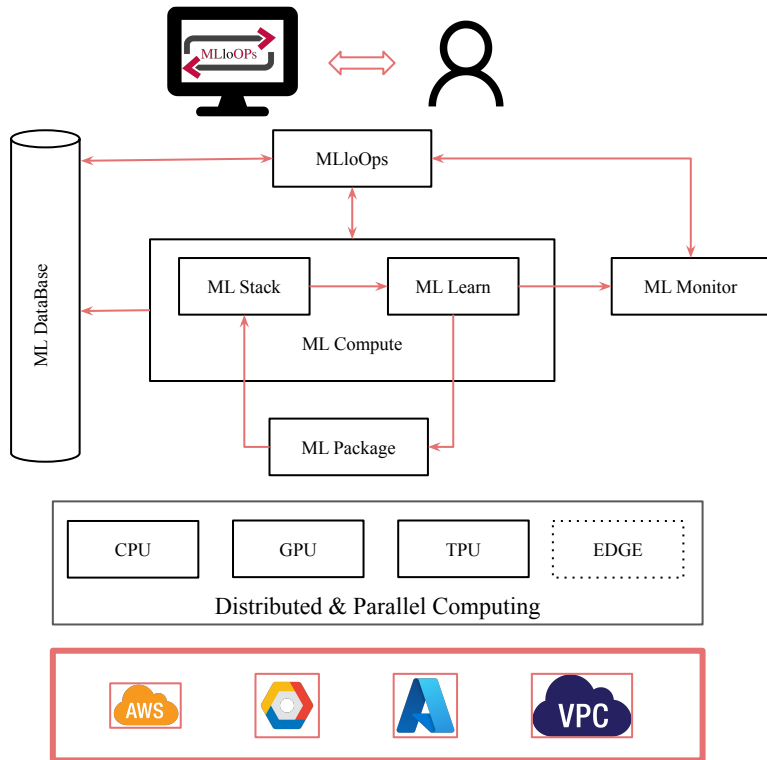 MLloOPs
MLloOps
ML DataBase
ML Stack
ML Learn
ML Monitor
ML Compute
ML Package
CPU
GPU
TPU
EDGE
Distributed & Parallel Computing
AWS
VPC